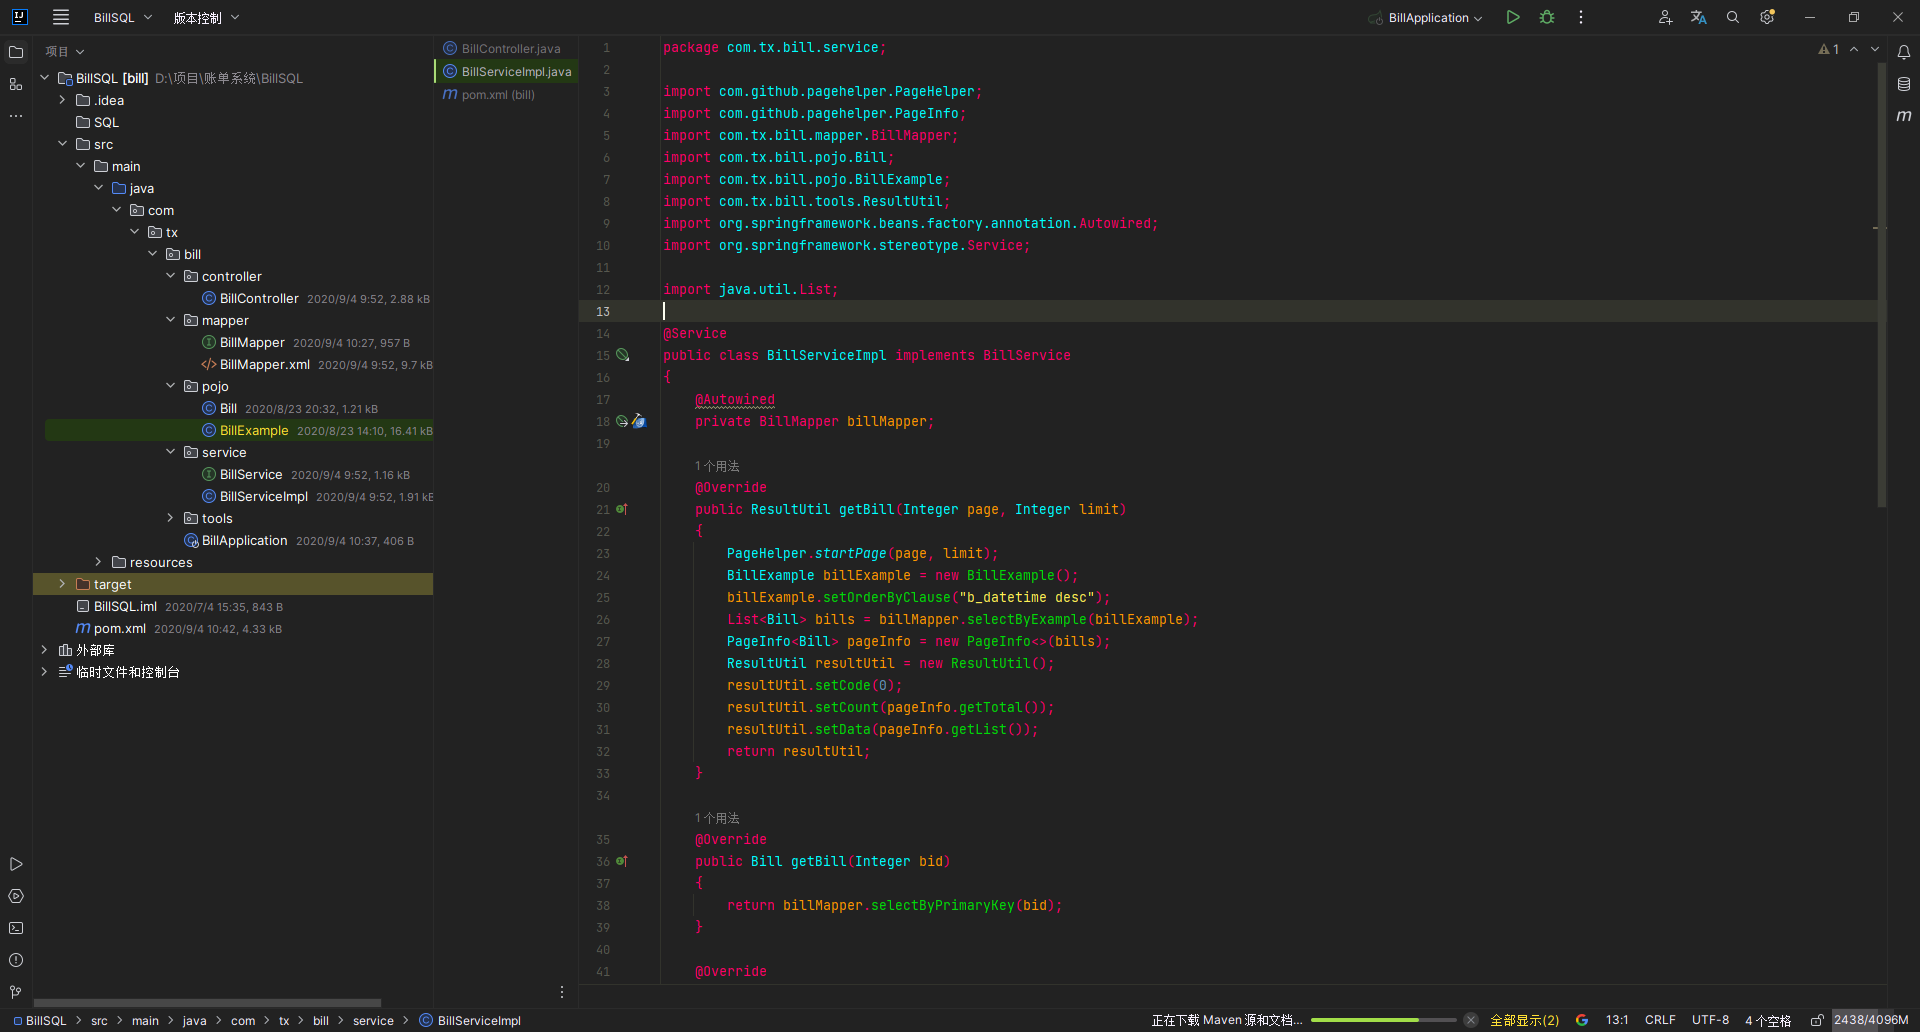 BillSQL
版本控制
BillApplication
项目
BillSQL [bill] D:\项目\账单系统\BillSQL
.idea
SQL
src
main
java
com
tx
bill
controller
BillController 2020/9/4 9:52, 2.88 kB
mapper
BillMapper 2020/9/4 10:27, 957 B
BillMapper.xml 2020/9/4 9:52, 9.7 kB
pojo
Bill 2020/8/23 20:32, 1.21 kB
BillExample 2020/8/23 14:10, 16.41 kB
service
BillService 2020/9/4 9:52, 1.16 kB
BillServiceImpl 2020/9/4 9:52, 1.91 kB
tools
BillApplication 2020/9/4 10:37, 406 B
resources
target
BillSQL.iml 2020/7/4 15:35, 843 B
pom.xml 2020/9/4 10:42, 4.33 kB
外部库
临时文件和控制台
BillController.java
BillServiceImpl.java
pom.xml (bill)
1 package com.tx.bill.service;
2
3 import com.github.pagehelper.PageHelper;
4 import com.github.pagehelper.PageInfo;
5 import com.tx.bill.mapper.BillMapper;
6 import com.tx.bill.pojo.Bill;
7 import com.tx.bill.pojo.BillExample;
8 import com.tx.bill.tools.ResultUtil;
9 import org.springframework.beans.factory.annotation.Autowired;
10 import org.springframework.stereotype.Service;
11
12 import java.util.List;
13
14 @Service
15 public class BillServiceImpl implements BillService
16 {
17 @Autowired
18 private BillMapper billMapper;
19
1 个用法
20 @Override
21 public ResultUtil getBill(Integer page, Integer limit)
22 {
23 PageHelper.startPage(page, limit);
24 BillExample billExample = new BillExample();
25 billExample.setOrderByClause("b_datetime desc");
26 List<Bill> bills = billMapper.selectByExample(billExample);
27 PageInfo<Bill> pageInfo = new PageInfo<>(bills);
28 ResultUtil resultUtil = new ResultUtil();
29 resultUtil.setCode(0);
30 resultUtil.setCount(pageInfo.getTotal());
31 resultUtil.setData(pageInfo.getList());
32 return resultUtil;
33 }
34
1 个用法
35 @Override
36 public Bill getBill(Integer bid)
37 {
38 return billMapper.selectByPrimaryKey(bid);
39 }
40
41 @Override
1
m
BillSQL > src > main > java > com > tx > bill > service > BillServiceImpl
正在下载 Maven 源和文档...
全部显示(2)
13:1 CRLF UTF-8 4 个空格 2438/4096M